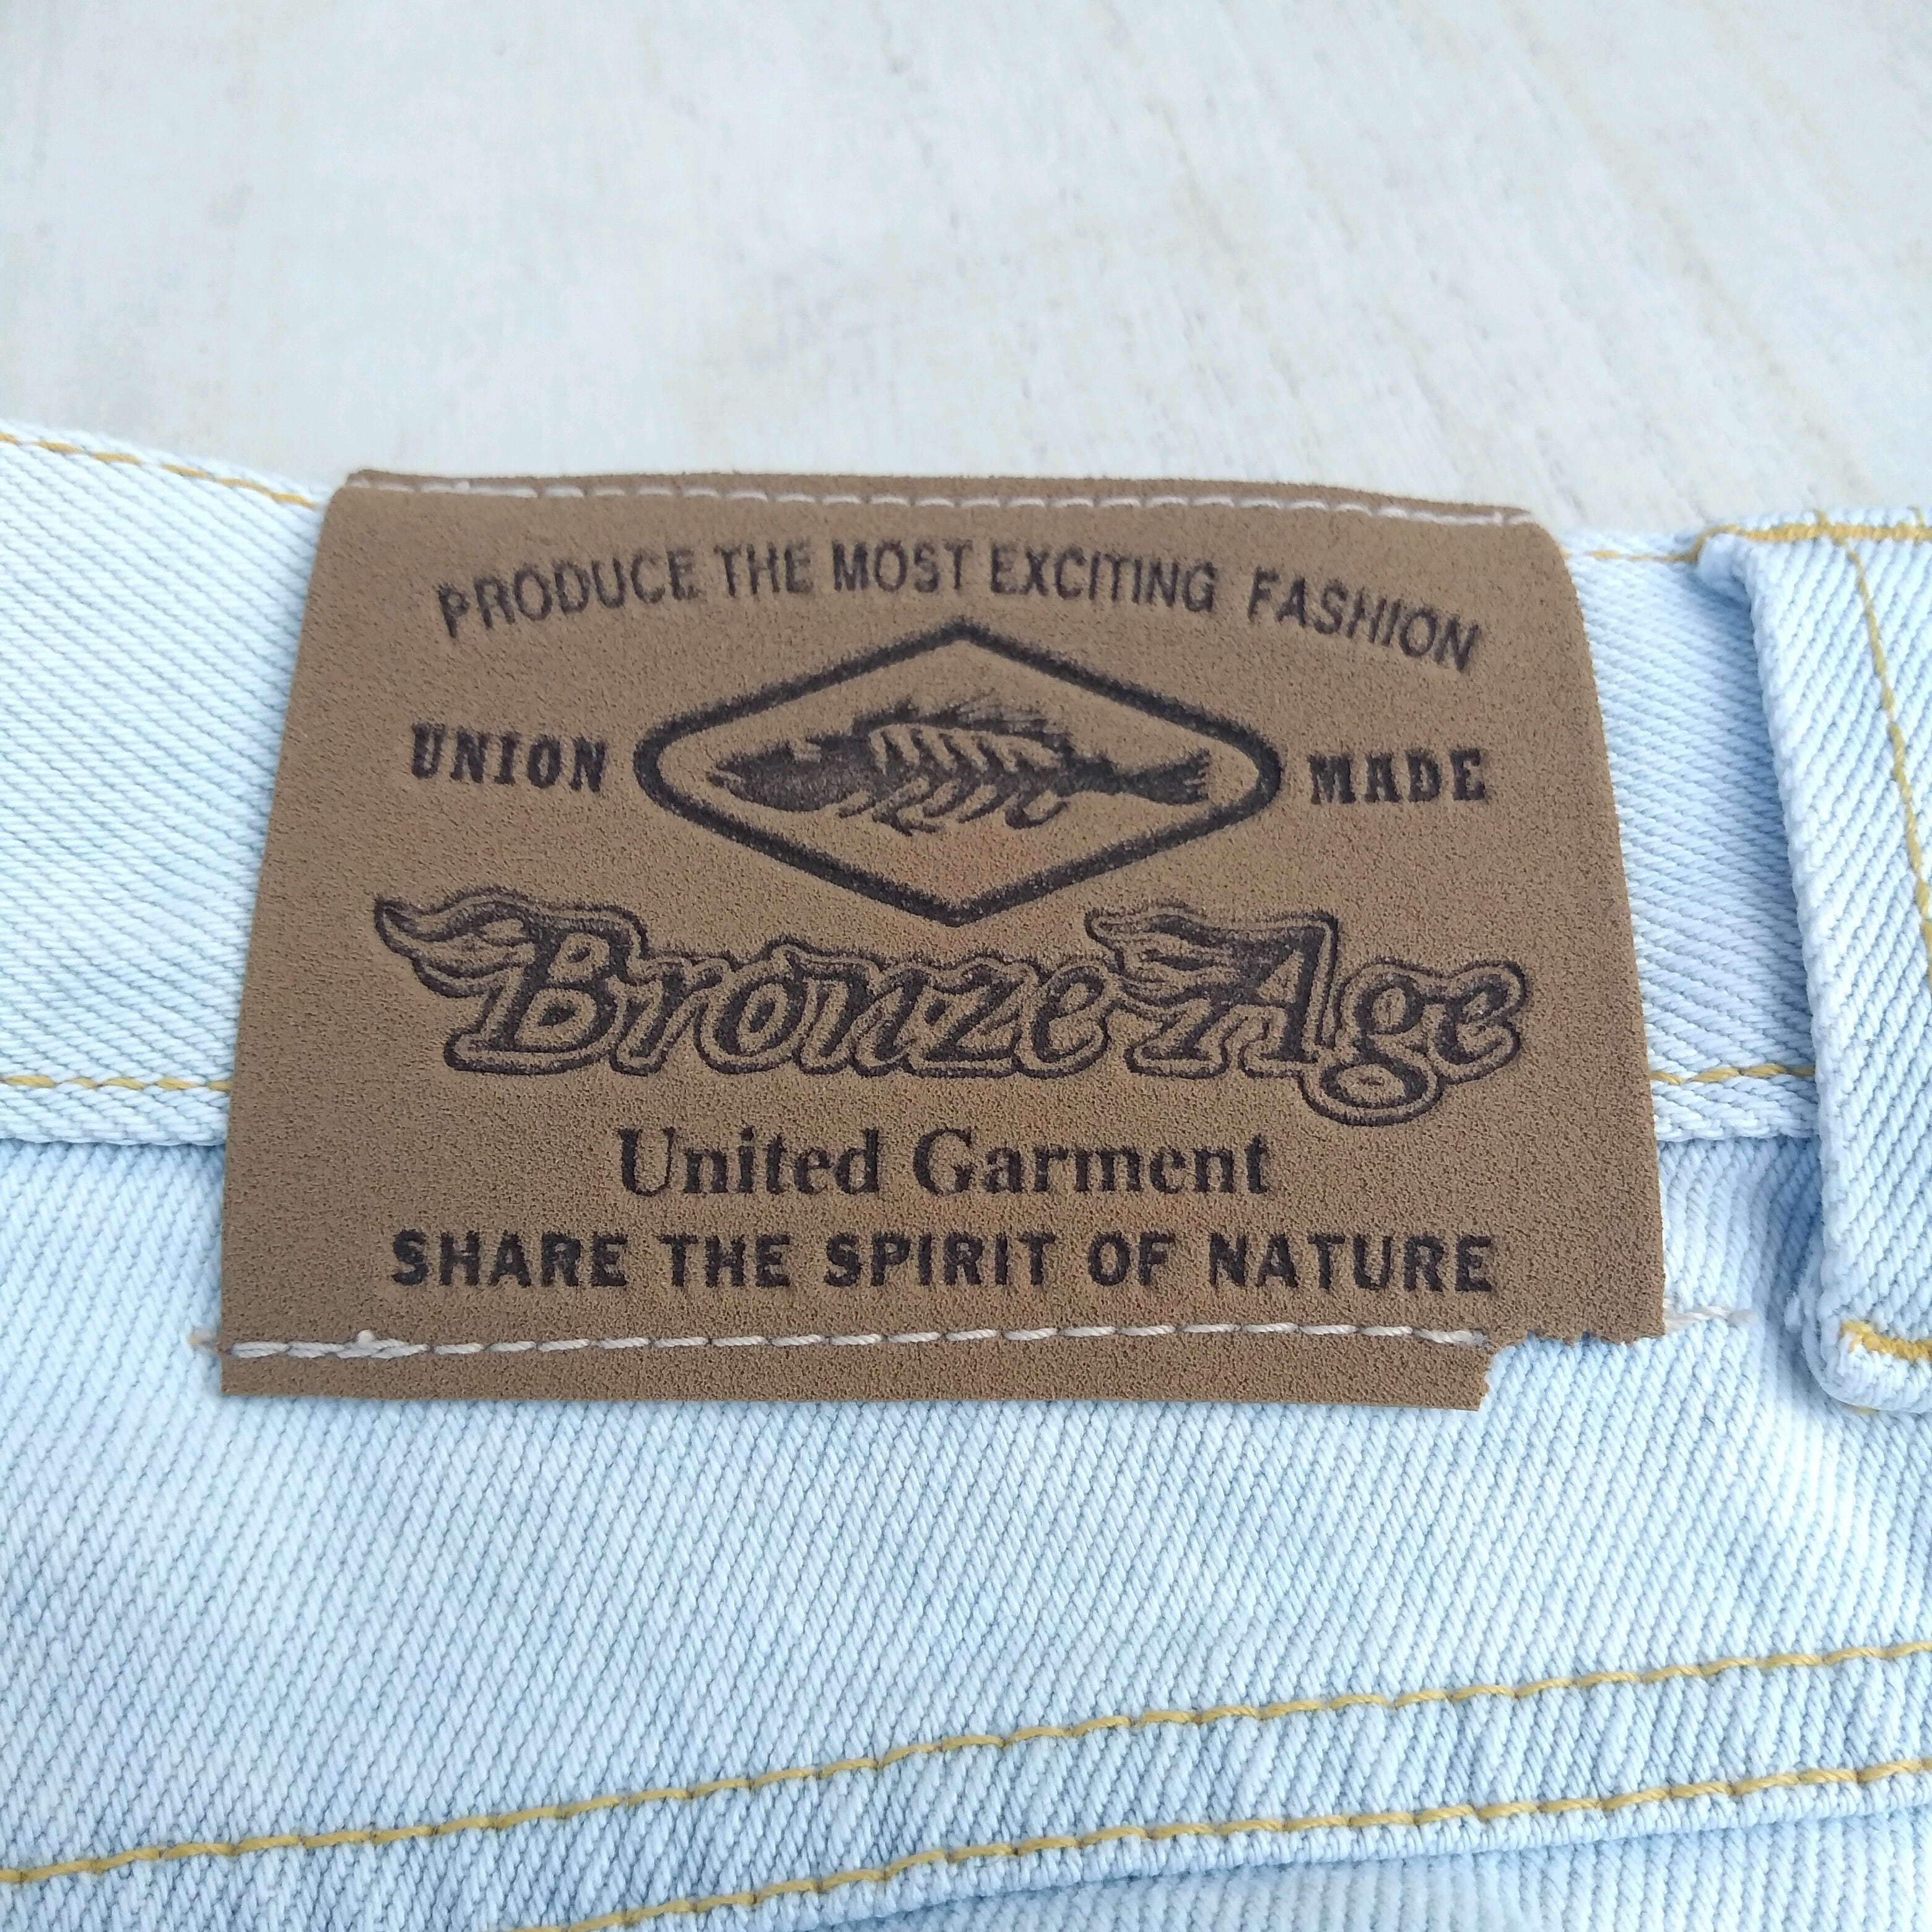 PRODUCE THE MOST EXCITING FASHION
UNION MADE
Bronze Age
United Garment
SHARE THE SPIRIT OF NATURE